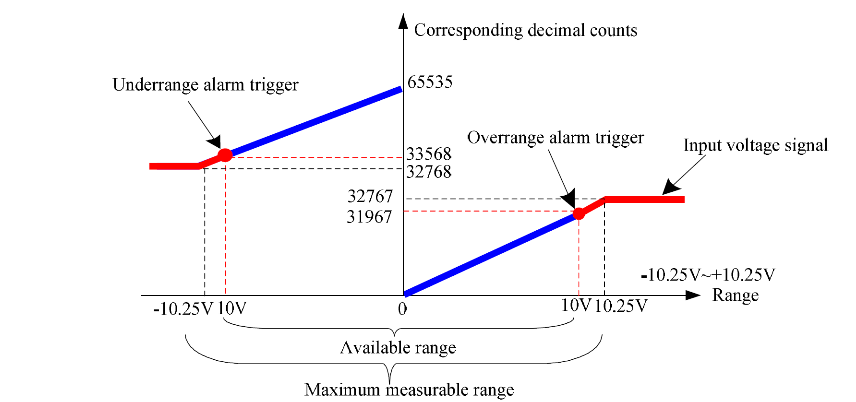 Corresponding decimal counts
65535
Underrange alarm trigger
Overrange alarm trigger
Input voltage signal
33568
32768
32767
31967
-10.25V~+10.25V
Range
-10.25V 10V
0
10V 10.25V
Available range
Maximum measurable range